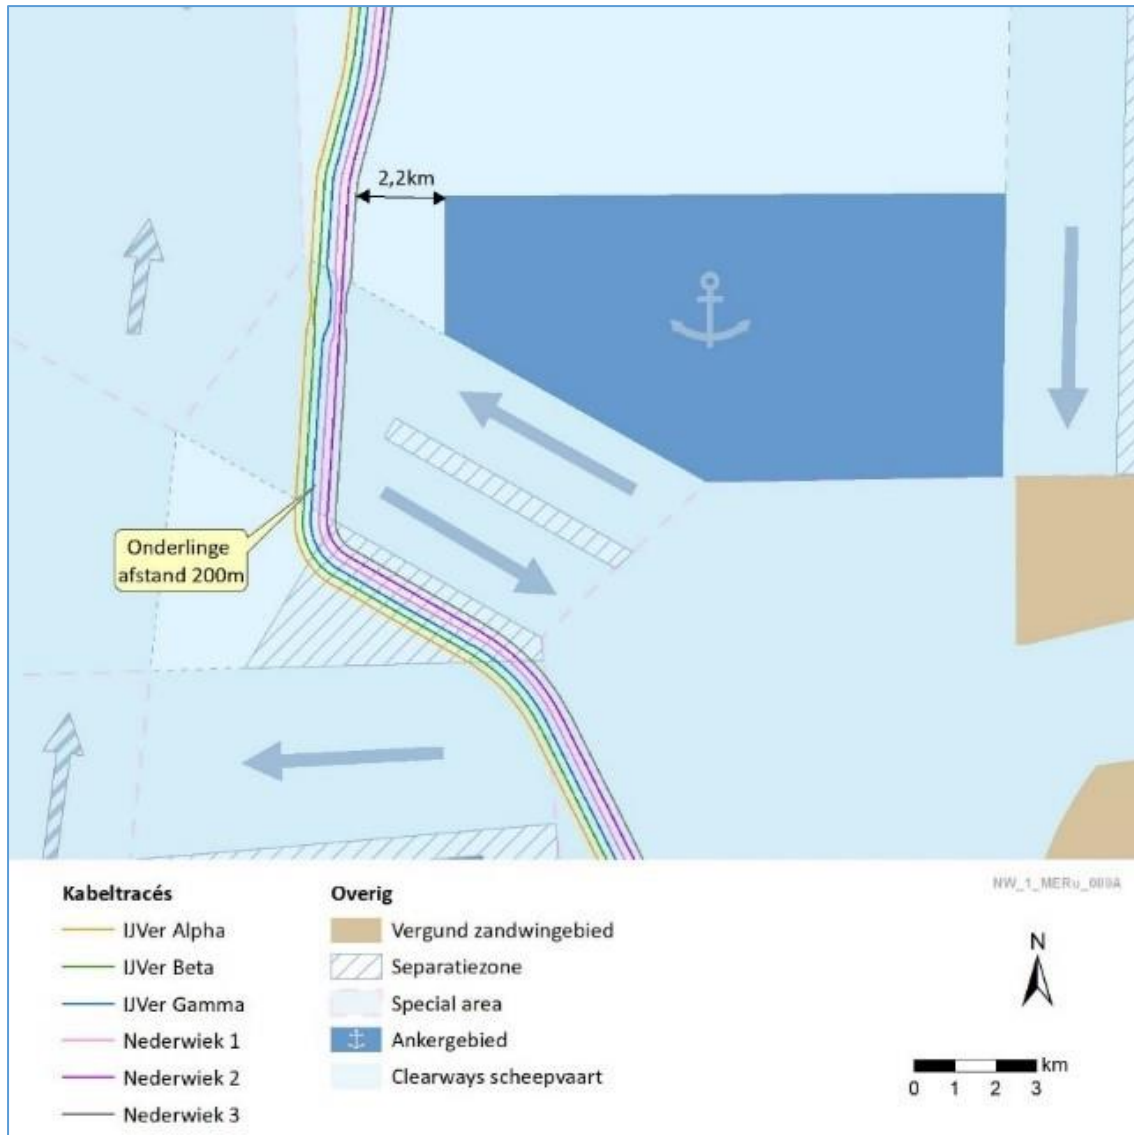 2,2km
Onderlinge
afstand 200m
Kabeltracés
IJVer Alpha
IJVer Beta
IJVer Gamma
Nederwiek 1
Nederwiek 2
Nederwiek 3
Overig
Vergund zandwingebied
Separatiezone
Special area
Ankergebied
Clearways scheepvaart
N
km
0 1 2 3